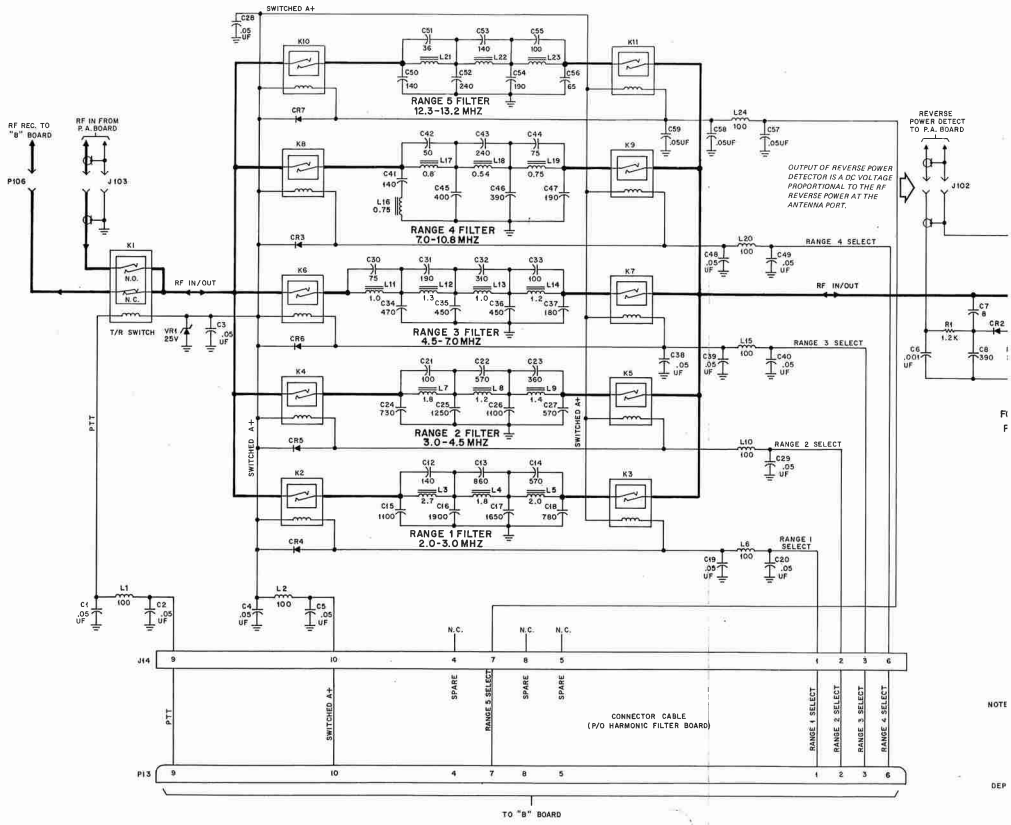 SWITCHED A+
C28
.05
UF
K10
C51
36
C53
140
C55
100
K11
L21
L22
L23
C50
140
C52
240
C54
190
C56
65
RANGE 5 FILTER
12.3-13.2 MHZ
CR7
L24
100
C59
.05UF
C58
.05UF
C57
.05UF
RF REC. TO
"B" BOARD
RF IN FROM
P.A. BOARD
REVERSE
POWER DETECT
TO P.A. BOARD
P106
J103
J102
K8
C42
50
C43
240
C44
75
K9
L17
0.8
L18
0.54
L19
0.75
C41
140
L16
0.75
C45
400
C46
390
C47
190
RANGE 4 FILTER
7.0-10.8 MHZ
OUTPUT OF REVERSE POWER
DETECTOR IS A DC VOLTAGE
PROPORTIONAL TO THE RF
REVERSE POWER AT THE
ANTENNA PORT.
CR3
L20
100
RANGE 4 SELECT
C48
.05
UF
C49
.05
UF
K1
N.O.
N.C.
T/R SWITCH
RF IN/OUT
K6
C30
75
C31
190
C32
310
C33
100
K7
L11
1.0
L12
1.3
L13
1.0
L14
1.2
C34
470
C35
450
C36
450
C37
180
RANGE 3 FILTER
4.5-7.0 MHZ
RF IN/OUT
VR1
25V
C3
.05
UF
CR6
L15
100
RANGE 3 SELECT
C38
.05
UF
C39
.05
UF
C40
.05
UF
C7
8
R1
1.2K
CR2
C6
.001
UF
C8
390
K4
C21
100
C22
570
C23
360
K5
L7
1.8
L8
1.2
L9
1.4
C24
730
C25
1250
C26
1100
C27
570
RANGE 2 FILTER
3.0-4.5 MHZ
PTT
SWITCHED A+
SWITCHED A+
CR5
L10
100
RANGE 2 SELECT
C29
.05
UF
K2
C12
140
C13
860
C14
570
K3
L3
2.7
L4
1.8
L5
2.0
C15
1100
C16
1900
C17
1650
C18
780
RANGE 1 FILTER
2.0-3.0 MHZ
CR4
L6
100
RANGE 1
SELECT
C19
.05
UF
C20
.05
UF
C1
.05
UF
L1
100
C2
.05
UF
C4
.05
UF
L2
100
C5
.05
UF
N.C.
N.C.
N.C.
J14
9
10
4
7
8
5
1
2
3
6
PTT
SWITCHED A+
SPARE
RANGE 5 SELECT
SPARE
SPARE
CONNECTOR CABLE
(P/O HARMONIC FILTER BOARD)
RANGE 1 SELECT
RANGE 2 SELECT
RANGE 3 SELECT
RANGE 4 SELECT
NOTE
P13
9
10
4
7
8
5
1
2
3
6
DEP
TO "B" BOARD